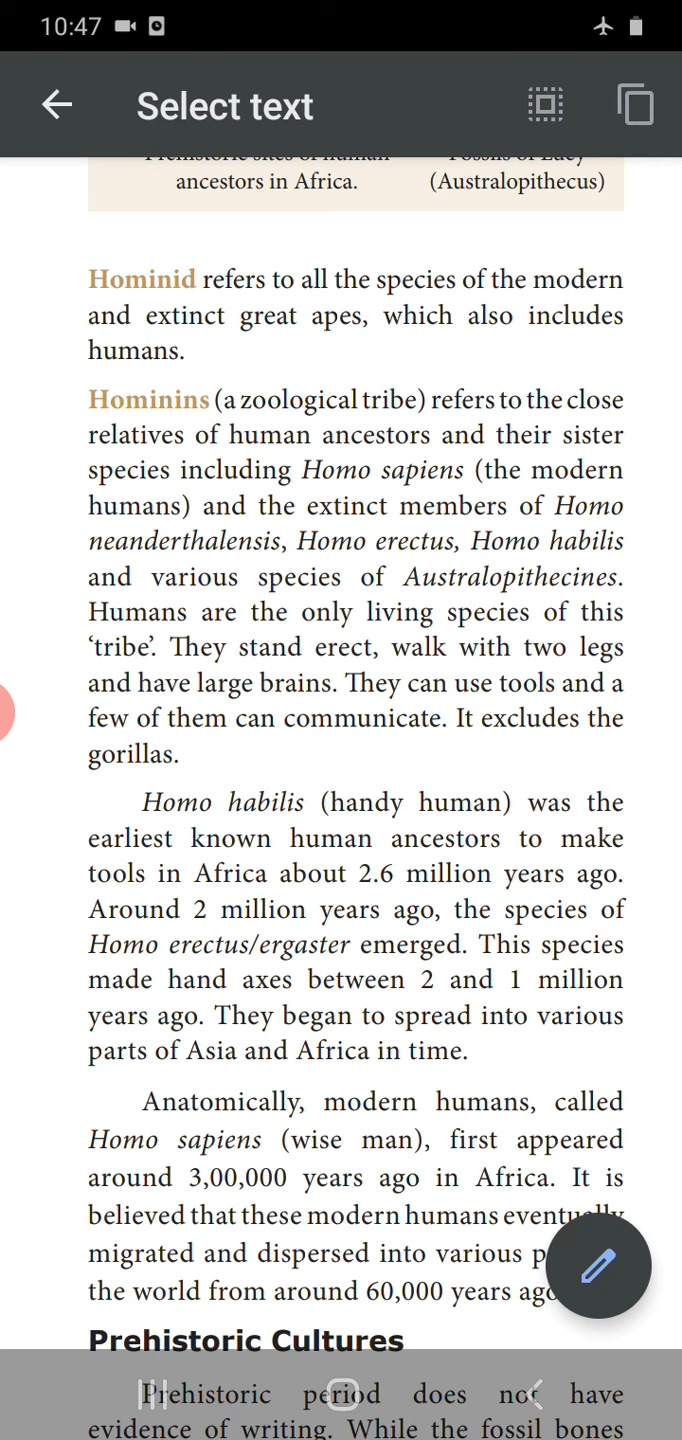 10:47
Select text
Prehistoric sites of human Fossils of Lucy
ancestors in Africa. (Australopithecus)
Hominid refers to all the species of the modern
and extinct great apes, which also includes
humans.
Hominins (a zoological tribe) refers to the close
relatives of human ancestors and their sister
species including Homo sapiens (the modern
humans) and the extinct members of Homo
neanderthalensis, Homo erectus, Homo habilis
and various species of Australopithecines.
Humans are the only living species of this
‘tribe’. They stand erect, walk with two legs
and have large brains. They can use tools and a
few of them can communicate. It excludes the
gorillas.
Homo habilis (handy human) was the
earliest known human ancestors to make
tools in Africa about 2.6 million years ago.
Around 2 million years ago, the species of
Homo erectus/ergaster emerged. This species
made hand axes between 2 and 1 million
years ago. They began to spread into various
parts of Asia and Africa in time.
Anatomically, modern humans, called
Homo sapiens (wise man), first appeared
around 3,00,000 years ago in Africa. It is
believed that these modern humans eventually
migrated and dispersed into various
the world from around 60,000 years ago
Prehistoric Cultures
Prehistoric period does not have
evidence of writing. While the fossil bones